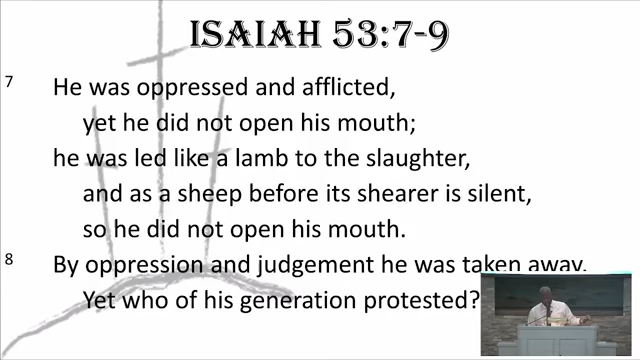 ISAIAH 53:7-9
7 He was oppressed and afflicted,
yet he did not open his mouth;
he was led like a lamb to the slaughter,
and as a sheep before its shearer is silent,
so he did not open his mouth.
8 By oppression and judgement he was taken away.
Yet who of his generation protested?